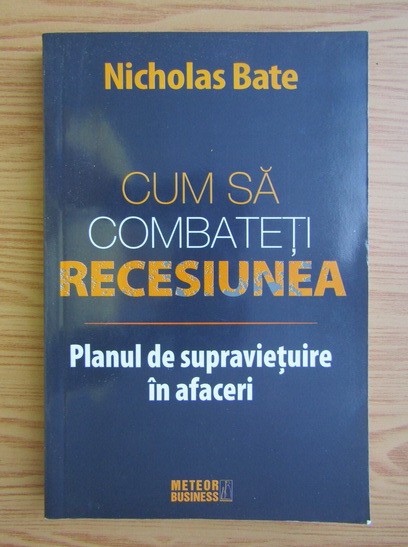 Nicholas Bate
CUM SĂ
COMBATEȚI
RECESIUNEA
Planul de supraviețuire
în afaceri
METEOR
BUSINESS